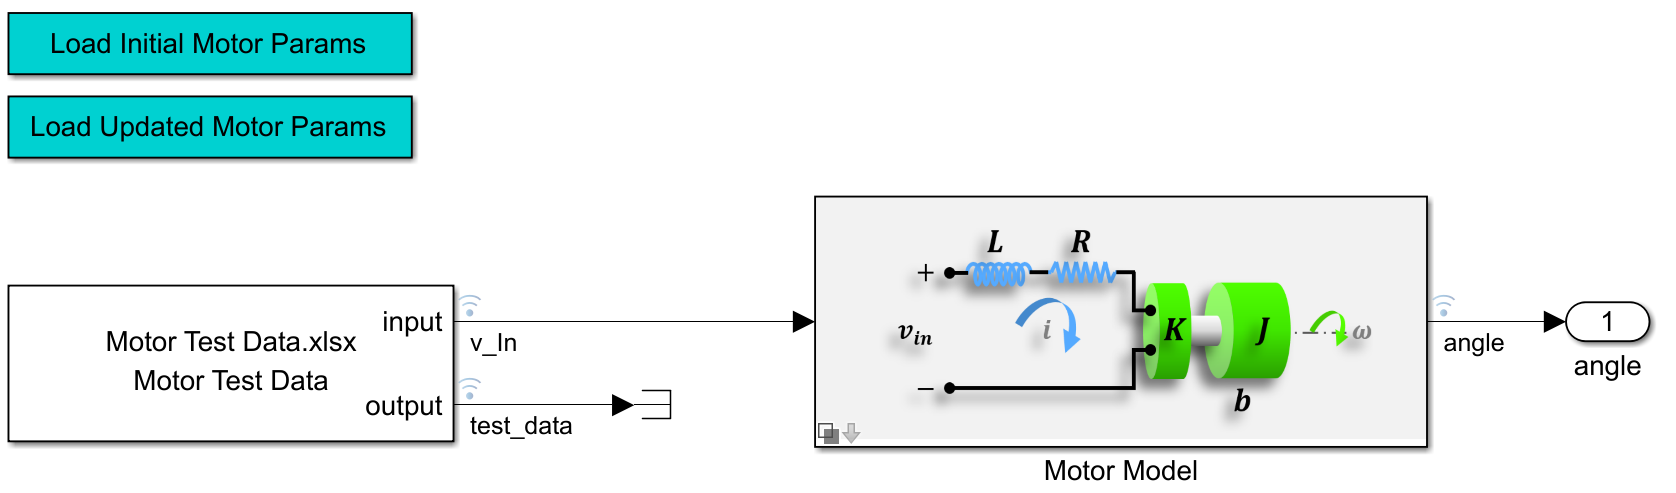 Load Initial Motor Params
Load Updated Motor Params
Motor Test Data.xlsx
Motor Test Data
input
output
v_In
test_data
L
R
+
v_in
i
K
J
ω
−
b
Motor Model
angle
1
angle